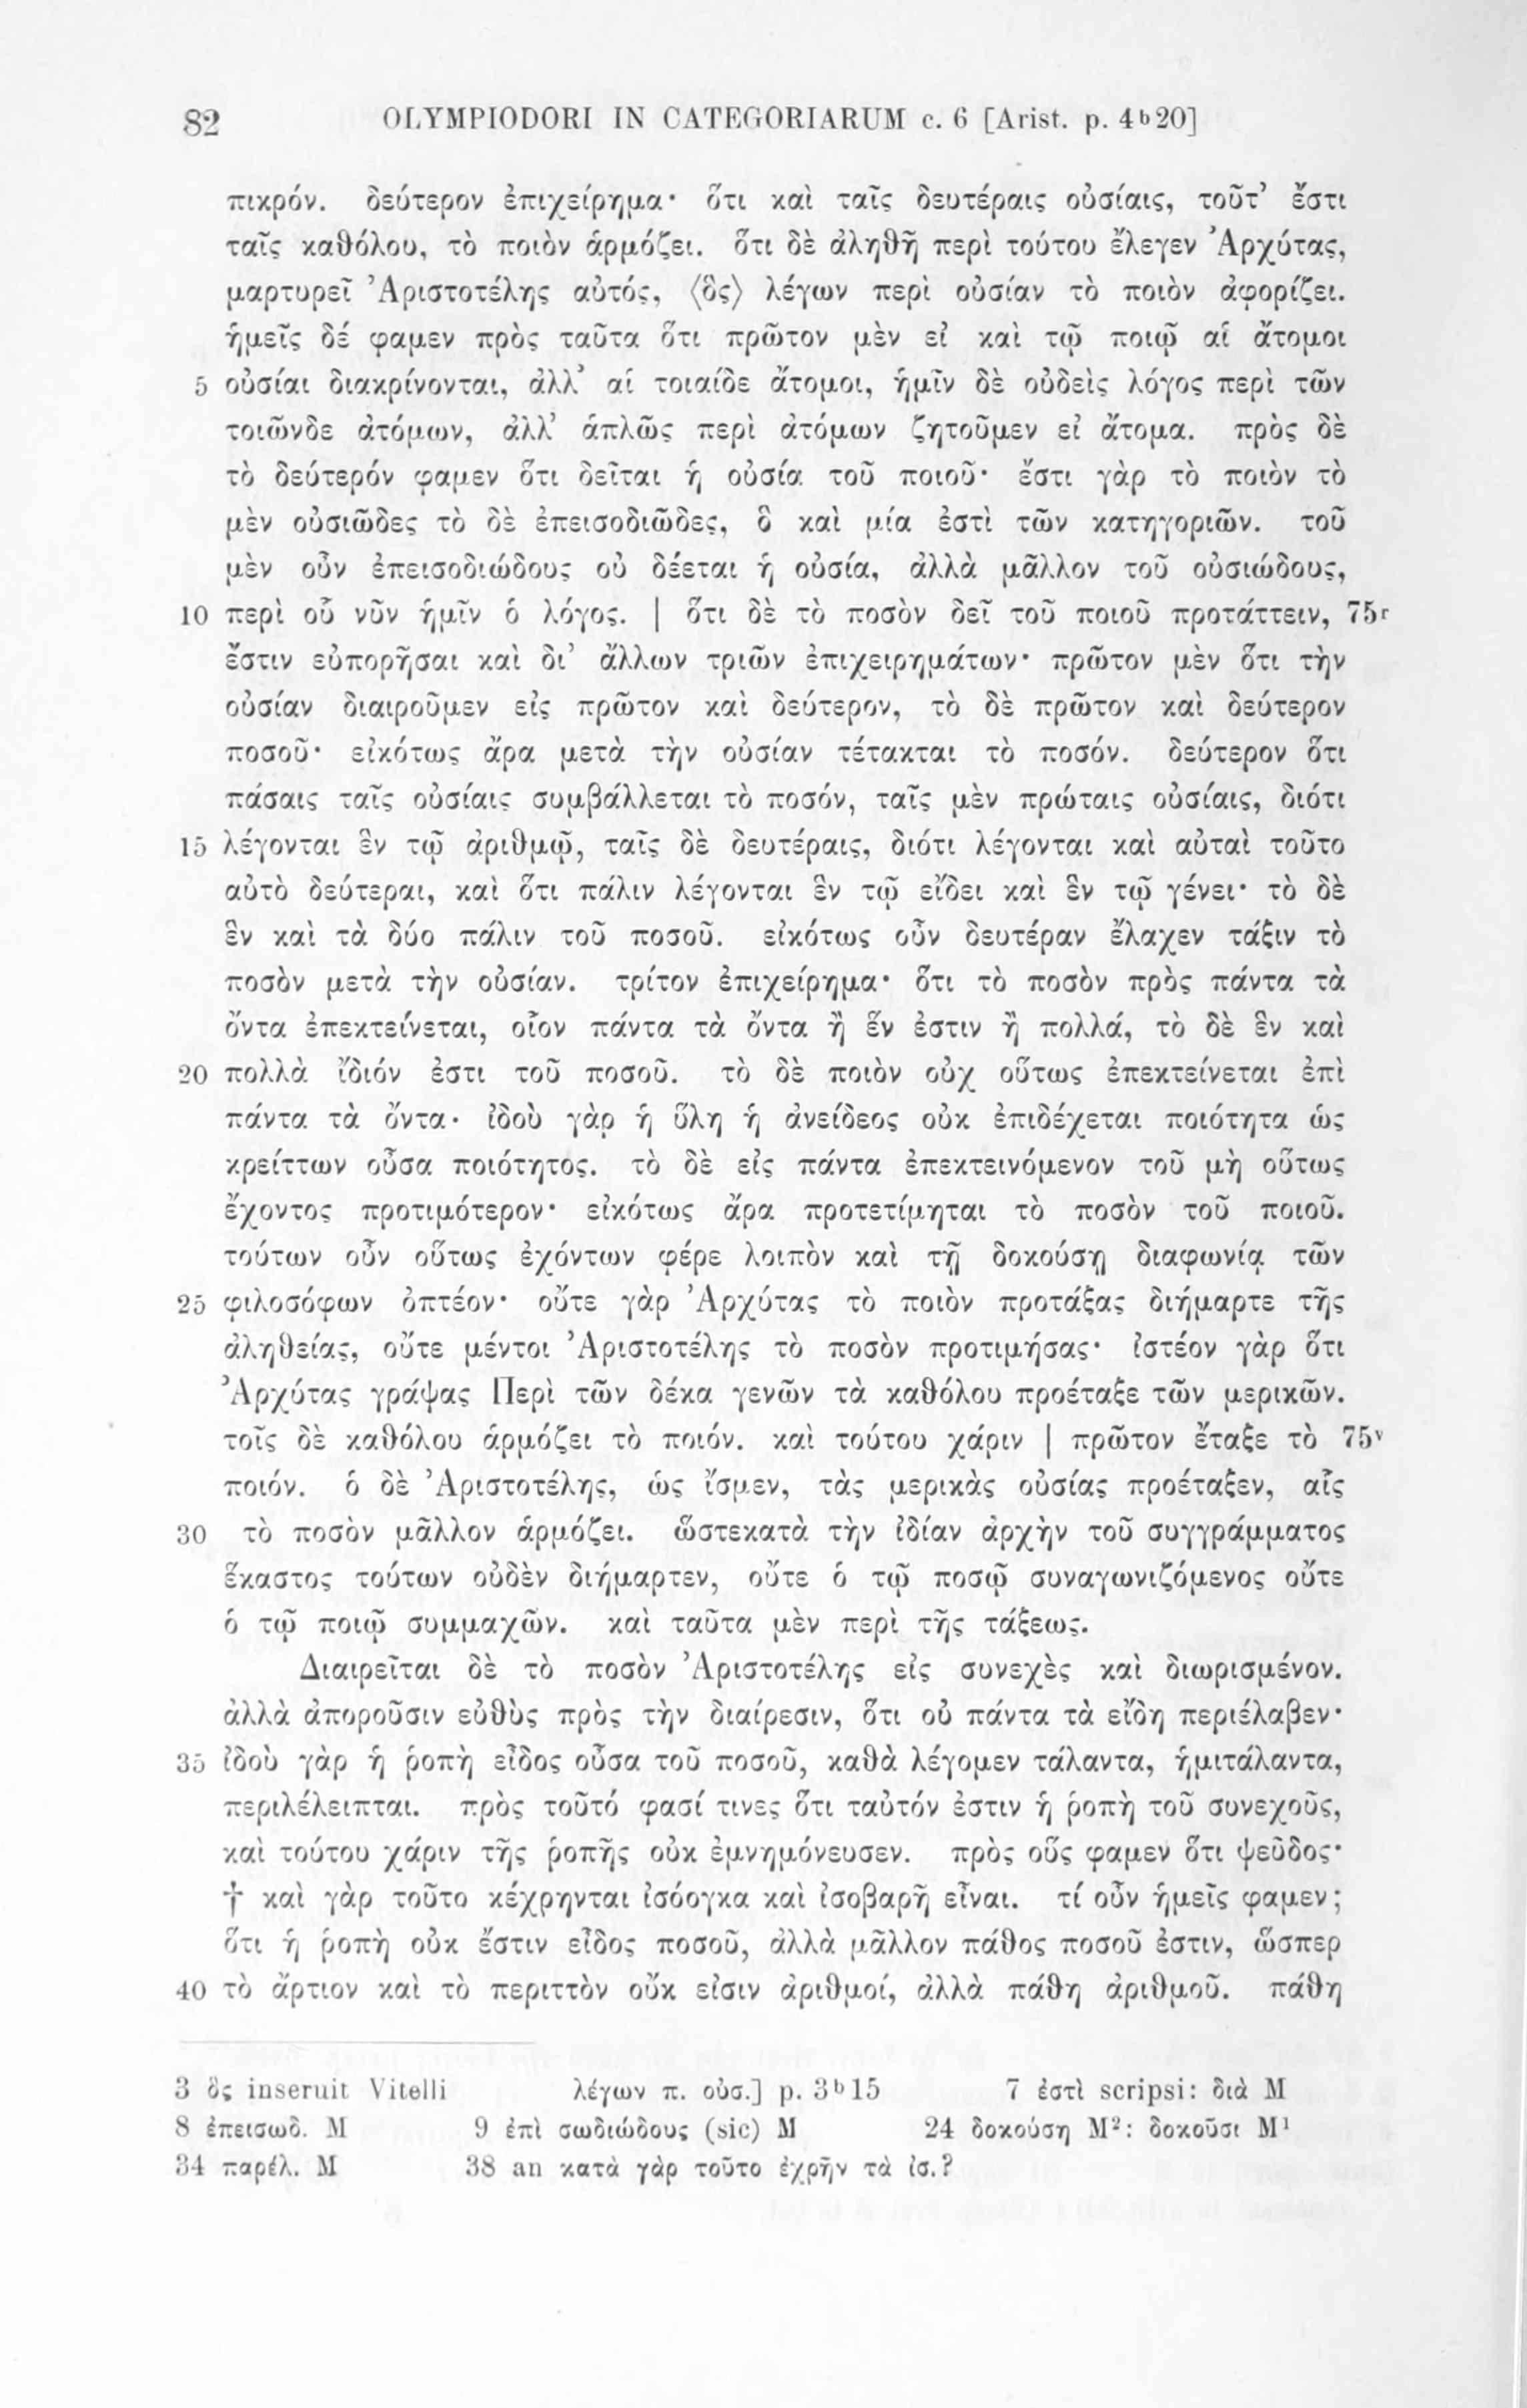 82 OLYMPIODORI IN CATEGORIARUM c. 6 [Arist. p. 4ᵇ20]
πικρόν. δεύτερον ἐπιχείρημα· ὅτι καὶ ταῖς δευτέραις οὐσίαις, τοῦτ’ ἔστι
ταῖς καθόλου, τὸ ποιὸν ἁρμόζει. ὅτι δὲ ἀληθῆ περὶ τούτου ἔλεγεν Ἀρχύτας,
μαρτυρεῖ Ἀριστοτέλης αὐτός, ⟨ὃς⟩ λέγων περὶ οὐσίαν τὸ ποιὸν ἀφορίζει.
ἡμεῖς δέ φαμεν πρὸς ταῦτα ὅτι πρῶτον μὲν εἰ καὶ τῷ ποιῷ αἱ ἄτομοι
5 οὐσίαι διακρίνονται, ἀλλ’ αἱ τοιαίδε ἄτομοι, ἡμῖν δὲ οὐδεὶς λόγος περὶ τῶν
τοιῶνδε ἀτόμων, ἀλλ’ ἁπλῶς περὶ ἀτόμων ζητοῦμεν εἰ ἄτομα. πρὸς δὲ
τὸ δεύτερόν φαμεν ὅτι δεῖται ἡ οὐσία τοῦ ποιοῦ· ἔστι γὰρ τὸ ποιὸν τὸ
μὲν οὐσιῶδες τὸ δὲ ἐπεισοδιῶδες, ὃ καὶ μία ἐστὶ τῶν κατηγοριῶν. τοῦ
μὲν οὖν ἐπεισοδιώδους οὐ δέεται ἡ οὐσία, ἀλλὰ μᾶλλον τοῦ οὐσιώδους,
10 περὶ οὗ νῦν ἡμῖν ὁ λόγος. | ὅτι δὲ τὸ ποσὸν δεῖ τοῦ ποιοῦ προτάττειν, 75ʳ
ἔστιν εὐπορῆσαι καὶ δι’ ἄλλων τριῶν ἐπιχειρημάτων· πρῶτον μὲν ὅτι τὴν
οὐσίαν διαιροῦμεν εἰς πρῶτον καὶ δεύτερον, τὸ δὲ πρῶτον καὶ δεύτερον
ποσοῦ· εἰκότως ἄρα μετὰ τὴν οὐσίαν τέτακται τὸ ποσόν. δεύτερον ὅτι
πάσαις ταῖς οὐσίαις συμβάλλεται τὸ ποσόν, ταῖς μὲν πρώταις οὐσίαις, διότι
15 λέγονται ἓν τῷ ἀριθμῷ, ταῖς δὲ δευτέραις, διότι λέγονται καὶ αὐταὶ τοῦτο
αὐτὸ δεύτεραι, καὶ ὅτι πάλιν λέγονται ἓν τῷ εἴδει καὶ ἓν τῷ γένει· τὸ δὲ
ἓν καὶ τὰ δύο πάλιν τοῦ ποσοῦ. εἰκότως οὖν δευτέραν ἔλαχεν τάξιν τὸ
ποσὸν μετὰ τὴν οὐσίαν. τρίτον ἐπιχείρημα· ὅτι τὸ ποσὸν πρὸς πάντα τὰ
ὄντα ἐπεκτείνεται, οἷον πάντα τὰ ὄντα ἢ ἕν ἐστιν ἢ πολλά, τὸ δὲ ἓν καὶ
20 πολλὰ ἴδιόν ἐστι τοῦ ποσοῦ. τὸ δὲ ποιὸν οὐχ οὕτως ἐπεκτείνεται ἐπὶ
πάντα τὰ ὄντα· ἰδοὺ γὰρ ἡ ὕλη ἡ ἀνείδεος οὐκ ἐπιδέχεται ποιότητα ὡς
κρείττων οὖσα ποιότητος. τὸ δὲ εἰς πάντα ἐπεκτεινόμενον τοῦ μὴ οὕτως
ἔχοντος προτιμότερον· εἰκότως ἄρα προτετίμηται τὸ ποσὸν τοῦ ποιοῦ.
τούτων οὖν οὕτως ἐχόντων φέρε λοιπὸν καὶ τῇ δοκούσῃ διαφωνίᾳ τῶν
25 φιλοσόφων ὀπτέον· οὔτε γὰρ Ἀρχύτας τὸ ποιὸν προτάξας διήμαρτε τῆς
ἀληθείας, οὔτε μέντοι Ἀριστοτέλης τὸ ποσὸν προτιμήσας· ἰστέον γὰρ ὅτι
Ἀρχύτας γράψας Περὶ τῶν δέκα γενῶν τὰ καθόλου προέταξε τῶν μερικῶν.
τοῖς δὲ καθόλου ἁρμόζει τὸ ποιόν. καὶ τούτου χάριν | πρῶτον ἔταξε τὸ 75ᵛ
ποιόν. ὁ δὲ Ἀριστοτέλης, ὡς ἴσμεν, τὰς μερικὰς οὐσίας προέταξεν, αἷς
30 τὸ ποσὸν μᾶλλον ἁρμόζει. ὥστεκατὰ τὴν ἰδίαν ἀρχὴν τοῦ συγγράμματος
ἕκαστος τούτων οὐδὲν διήμαρτεν, οὔτε ὁ τῷ ποσῷ συναγωνιζόμενος οὔτε
ὁ τῷ ποιῷ συμμαχῶν. καὶ ταῦτα μὲν περὶ τῆς τάξεως.
Διαιρεῖται δὲ τὸ ποσὸν Ἀριστοτέλης εἰς συνεχὲς καὶ διωρισμένον.
ἀλλὰ ἀποροῦσιν εὐθὺς πρὸς τὴν διαίρεσιν, ὅτι οὐ πάντα τὰ εἴδη περιέλαβεν·
35 ἰδοὺ γὰρ ἡ ῥοπὴ εἶδος οὖσα τοῦ ποσοῦ, καθὰ λέγομεν τάλαντα, ἡμιτάλαντα,
περιλέλειπται. πρὸς τοῦτό φασί τινες ὅτι ταὐτόν ἐστιν ἡ ῥοπὴ τοῦ συνεχοῦς,
καὶ τούτου χάριν τῆς ῥοπῆς οὐκ ἐμνημόνευσεν. πρὸς οὕς φαμεν ὅτι ψεῦδος·
† καὶ γὰρ τοῦτο κέχρηνται ἰσόογκα καὶ ἰσοβαρῆ εἶναι. τί οὖν ἡμεῖς φαμεν;
ὅτι ἡ ῥοπὴ οὐκ ἔστιν εἶδος ποσοῦ, ἀλλὰ μᾶλλον πάθος ποσοῦ ἐστιν, ὥσπερ
40 τὸ ἄρτιον καὶ τὸ περιττὸν οὔκ εἰσιν ἀριθμοί, ἀλλὰ πάθη ἀριθμοῦ. πάθη
3 ὃς inseruit Vitelli λέγων π. οὐσ.] p. 3ᵇ15 7 ἐστὶ scripsi: διὰ M
8 ἐπεισωδ. M 9 ἐπὶ σωδιώδους (sic) M 24 δοκούσῃ M²: δοκοῦσι M¹
34 παρέλ. M 38 an κατὰ γὰρ τοῦτο ἐχρῆν τὰ ἰσ.?